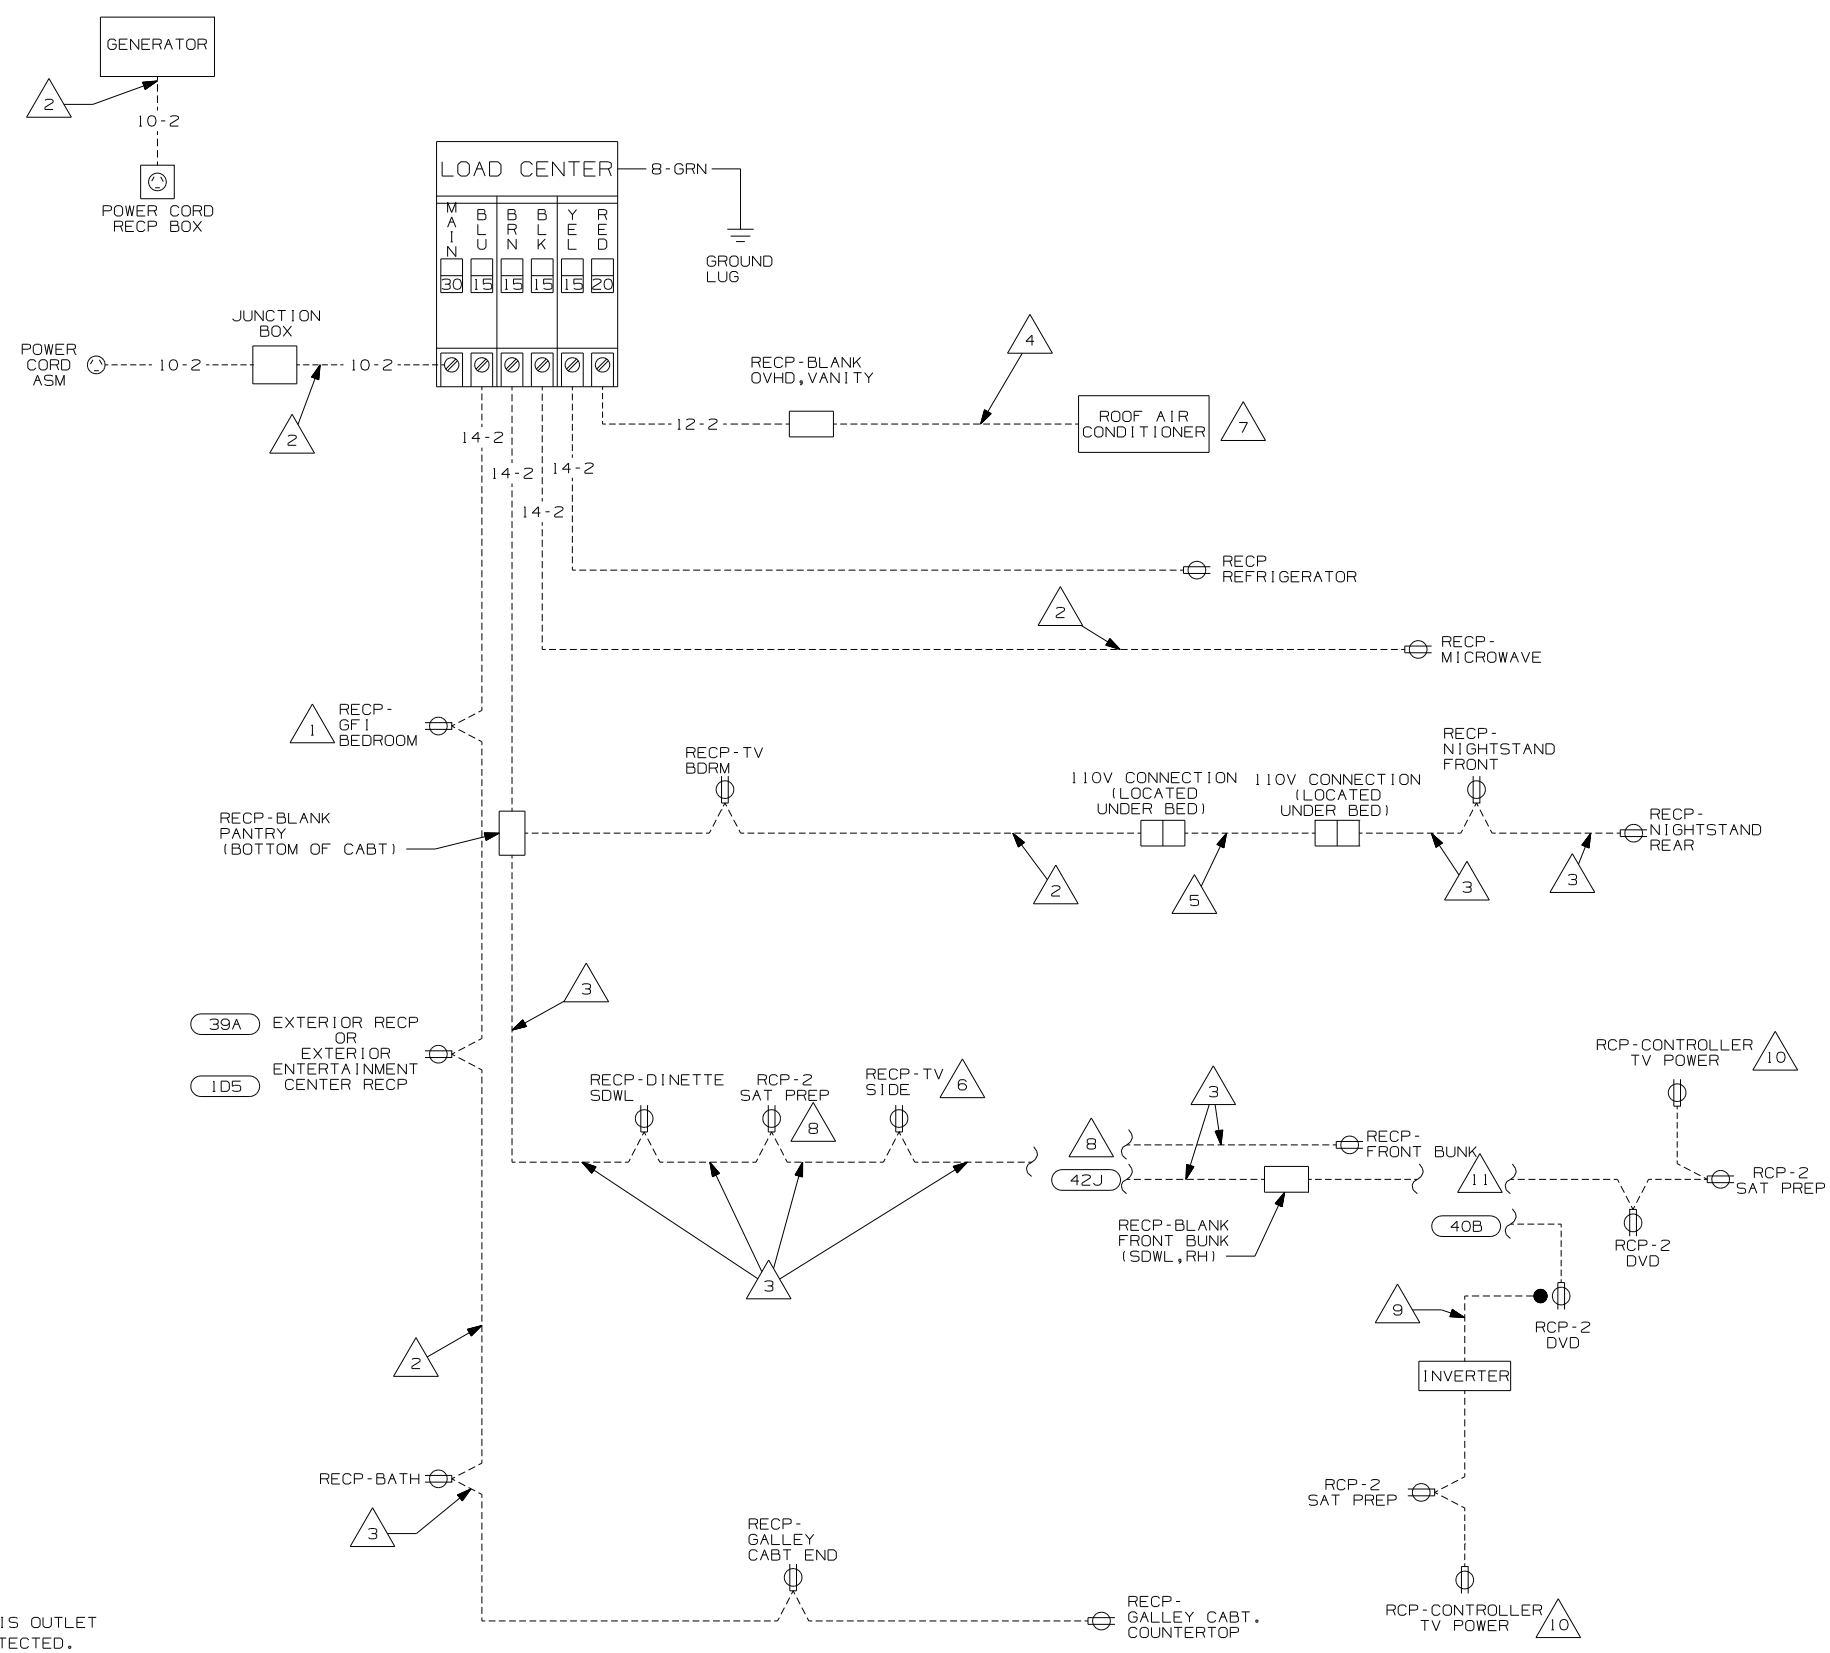 GENERATOR
2
10-2
POWER CORD
RECP BOX
LOAD CENTER
8-GRN
GROUND
LUG
MAIN
BLU
BRN
BLK
YEL
RED
30
15
15
15
15
20
JUNCTION
BOX
POWER
CORD
ASM
10-2
10-2
2
RECP-BLANK
OVHD,VANITY
4
12-2
ROOF AIR
CONDITIONER
7
14-2
14-2
14-2
14-2
RECP
REFRIGERATOR
2
RECP-
MICROWAVE
1
RECP-
GFI
BEDROOM
RECP-TV
BDRM
110V CONNECTION
(LOCATED
UNDER BED)
110V CONNECTION
(LOCATED
UNDER BED)
RECP-
NIGHTSTAND
FRONT
RECP-
NIGHTSTAND
REAR
RECP-BLANK
PANTRY
(BOTTOM OF CABT)
2
5
3
3
3
39A
EXTERIOR RECP
OR
EXTERIOR
ENTERTAINMENT
CENTER RECP
1D5
RECP-DINETTE
SDWL
RCP-2
SAT PREP
8
RECP-TV
SIDE
6
3
3
8
RECP-
FRONT BUNK
42J
RECP-BLANK
FRONT BUNK
(SDWL,RH)
11
40B
RCP-CONTROLLER
TV POWER
10
RCP-2
SAT PREP
RCP-2
DVD
9
RCP-2
DVD
INVERTER
2
RECP-BATH
3
RCP-2
SAT PREP
RECP-
GALLEY
CABT END
RECP-
GALLEY CABT.
COUNTERTOP
RCP-CONTROLLER
TV POWER
10
IS OUTLET
TECTED.